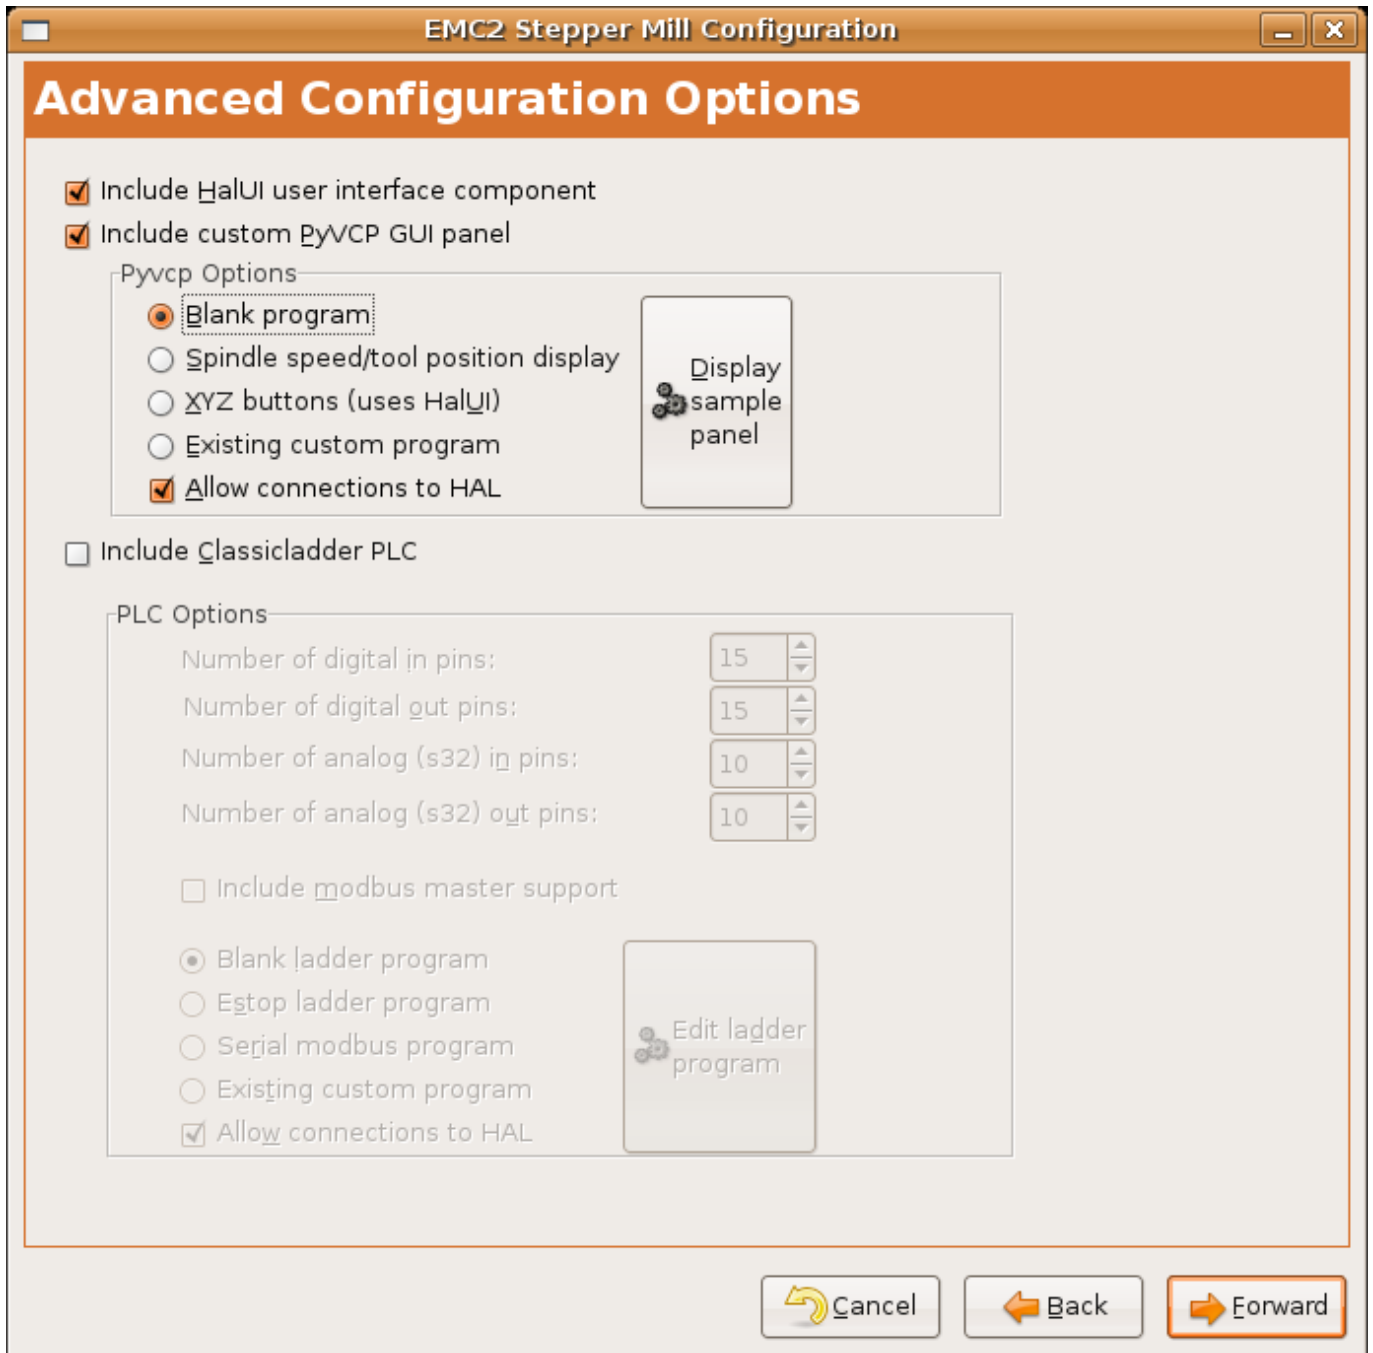 EMC2 Stepper Mill Configuration
Advanced Configuration Options
Include HalUI user interface component
Include custom PyVCP GUI panel
Pyvcp Options
Blank program
Spindle speed/tool position display
XYZ buttons (uses HalUI)
Existing custom program
Allow connections to HAL
Display
sample
panel
Include Classicladder PLC
PLC Options
Number of digital in pins: 15
Number of digital out pins: 15
Number of analog (s32) in pins: 10
Number of analog (s32) out pins: 10
Include modbus master support
Blank ladder program
Estop ladder program
Serial modbus program
Existing custom program
Allow connections to HAL
Edit ladder
program
Cancel Back Forward